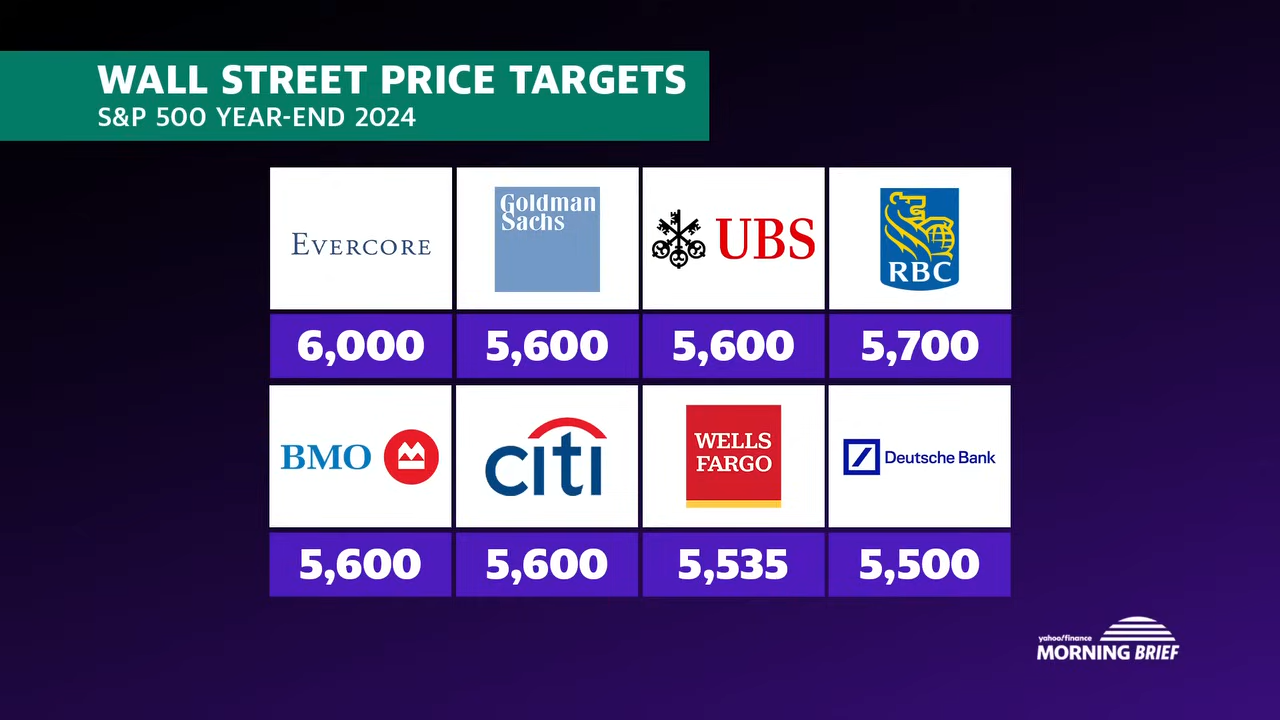 WALL STREET PRICE TARGETS
S&P 500 YEAR-END 2024
EVERCORE
Goldman
Sachs
UBS
RBC
6,000
5,600
5,600
5,700
BMO
citi
WELLS
FARGO
Deutsche Bank
5,600
5,600
5,535
5,500
yahoo!finance
MORNING BRIEF